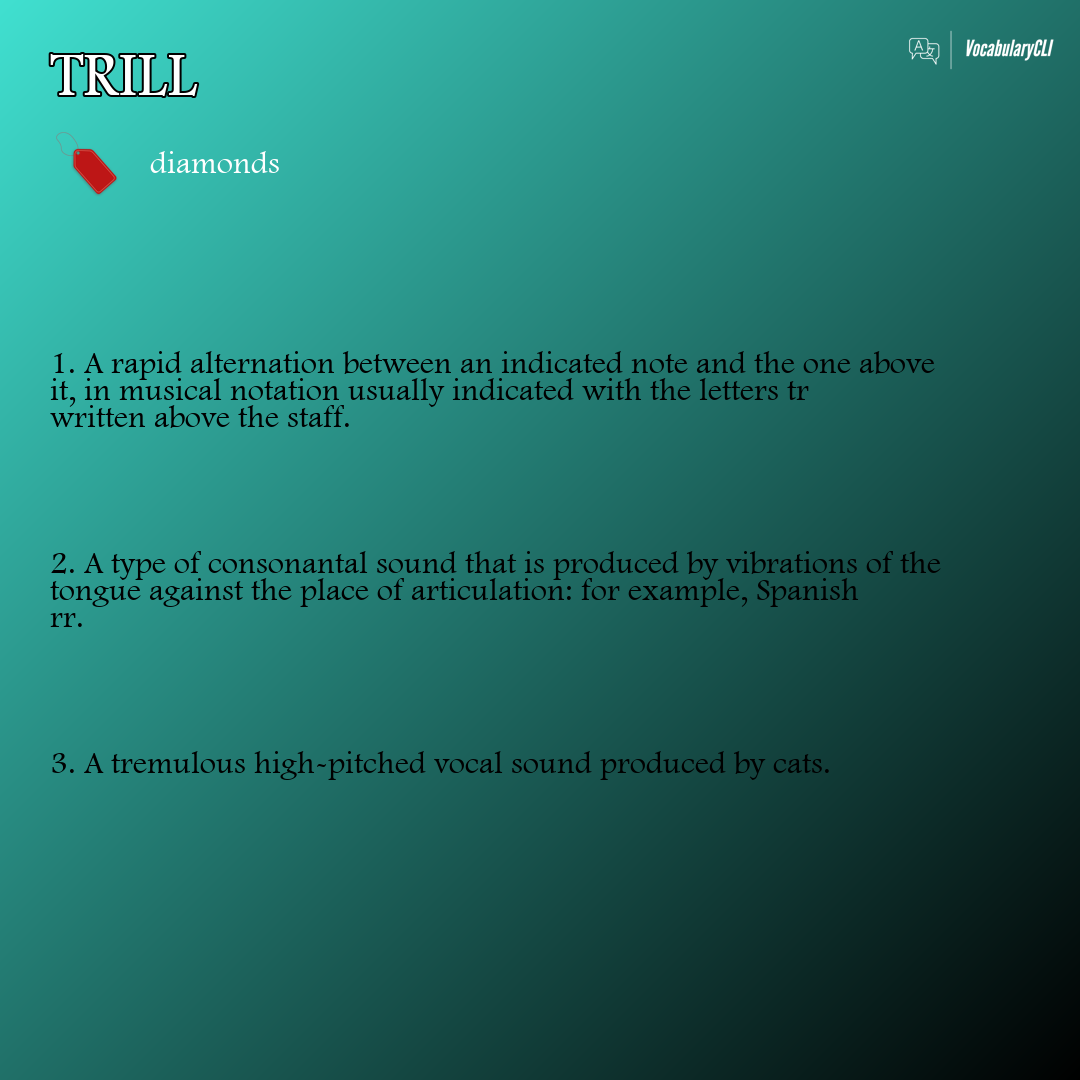 TRILL
A文 VocabularyCLI
diamonds
1. A rapid alternation between an indicated note and the one above
it, in musical notation usually indicated with the letters tr
written above the staff.
2. A type of consonantal sound that is produced by vibrations of the
tongue against the place of articulation: for example, Spanish
rr.
3. A tremulous high-pitched vocal sound produced by cats.